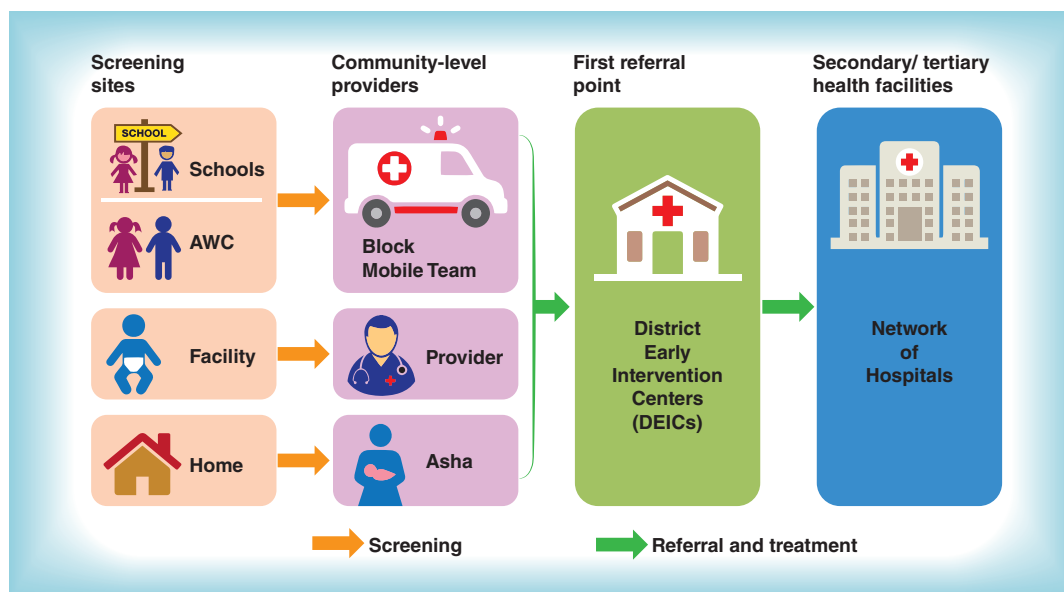 Screening
sites
Community-level
providers
First referral
point
Secondary/ tertiary
health facilities
SCHOOL
Schools
AWC
Block
Mobile Team
Facility
Provider
Home
Asha
District
Early
Intervention
Centers
(DEICs)
Network
of
Hospitals
Screening
Referral and treatment